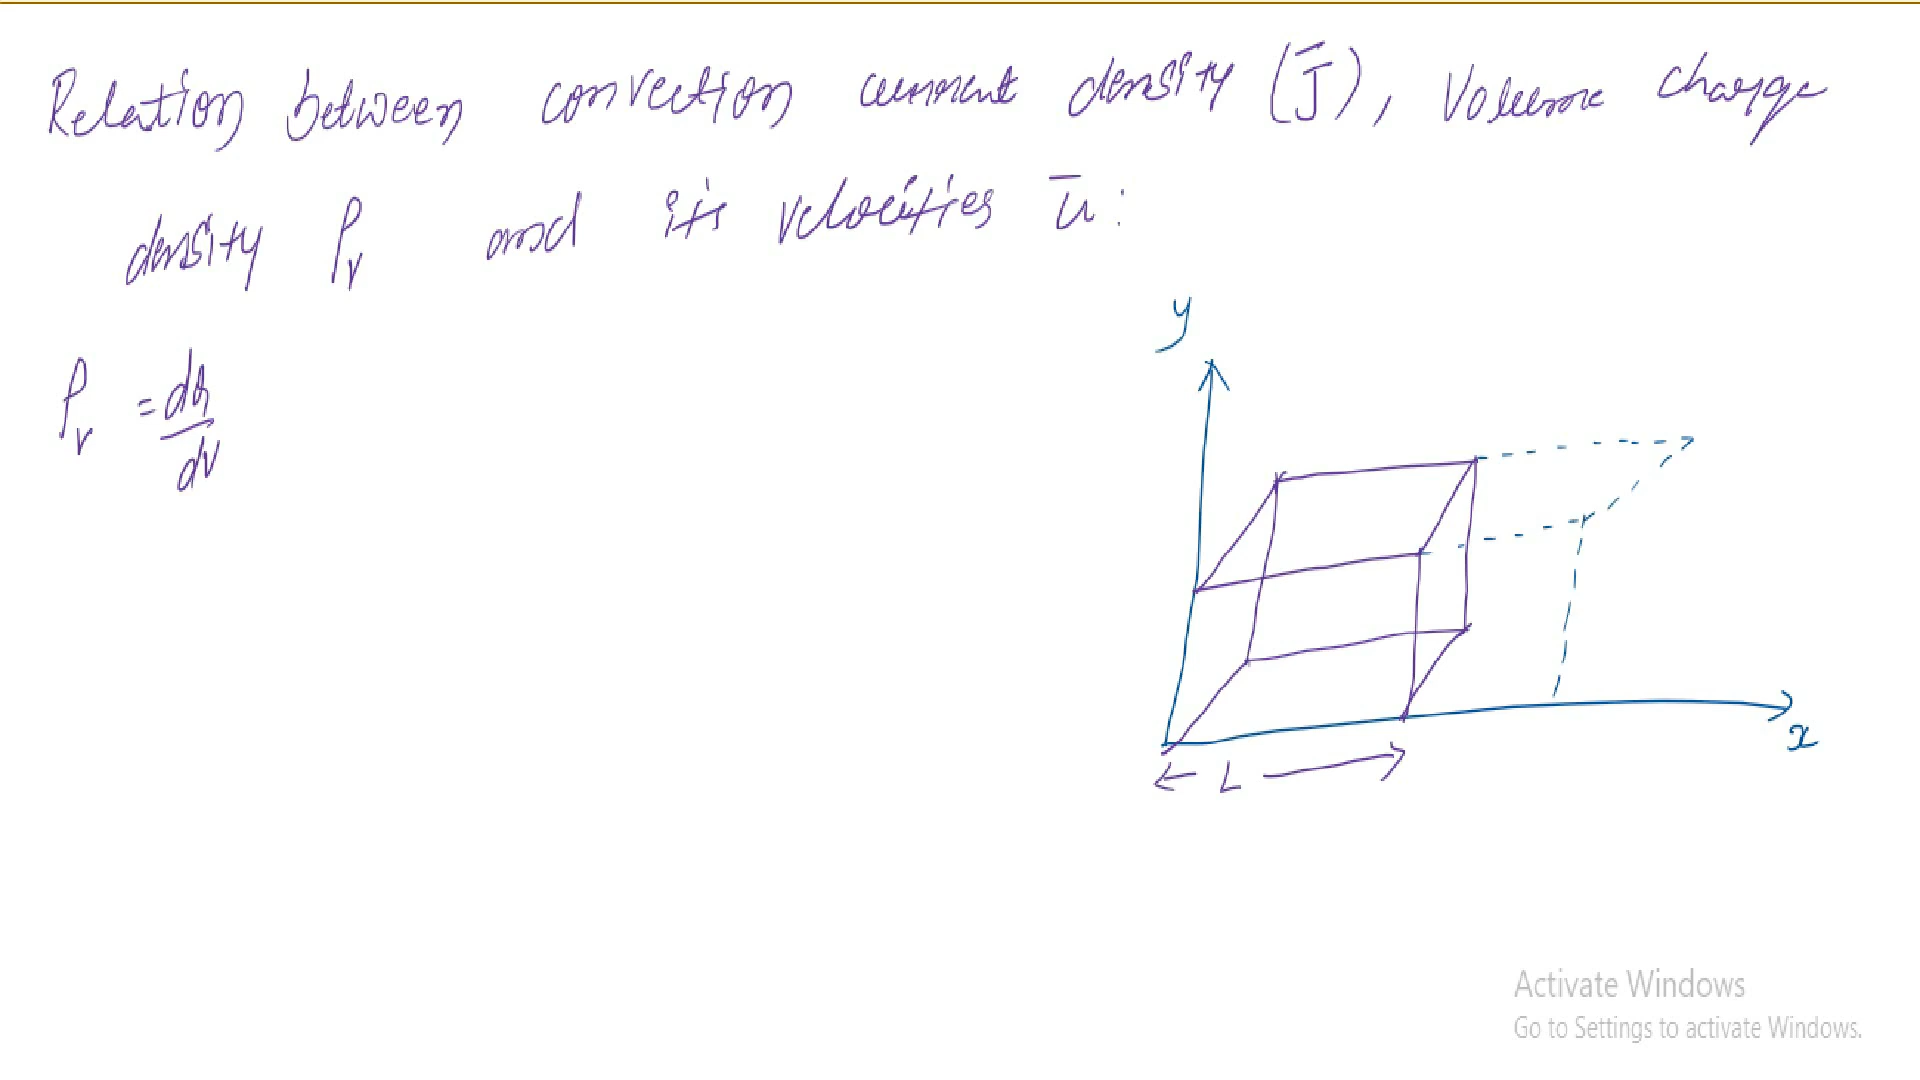 Relation between convection current density (J̄), Volume charge
density ρᵥ and its velocities ū :
y
ρᵥ = dQ/dv
x
L
Activate Windows
Go to Settings to activate Windows.